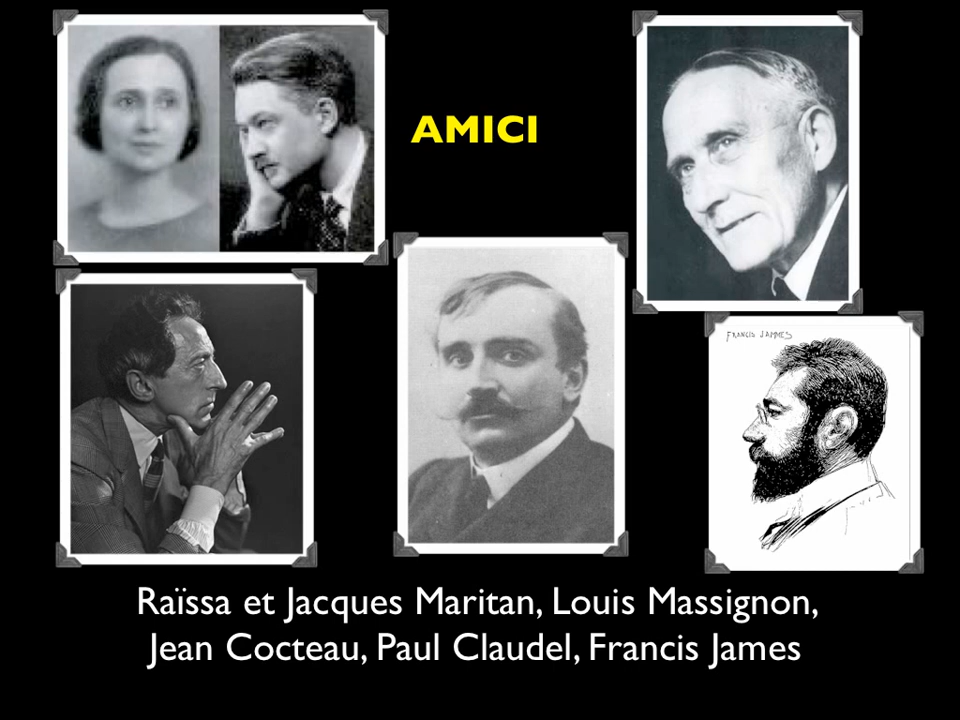 AMICI
FRANCIS JAMMES
Raïssa et Jacques Maritan, Louis Massignon,
Jean Cocteau, Paul Claudel, Francis James